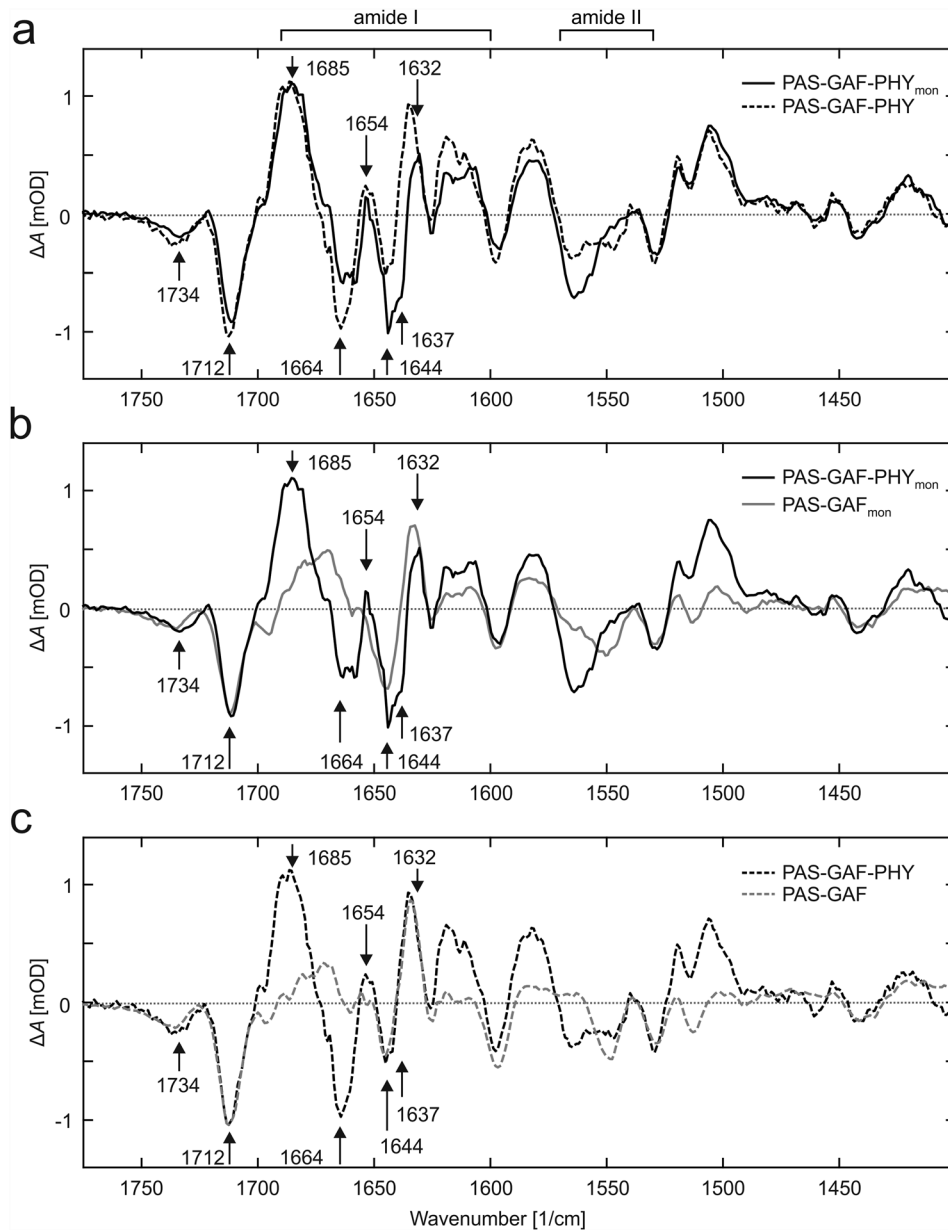 amide I amide II
a
1685 1632
PAS-GAF-PHYmon
PAS-GAF-PHY
1
1654
0
ΔA [mOD]
1734
-1
1637
1712 1664 1644
1750 1700 1650 1600 1550 1500 1450
b
1685 1632
PAS-GAF-PHYmon
PAS-GAFmon
1
1654
0
ΔA [mOD]
1734
-1
1637
1712 1664 1644
1750 1700 1650 1600 1550 1500 1450
c
1685 1632
PAS-GAF-PHY
PAS-GAF
1
1654
0
ΔA [mOD]
1734
1637
-1
1644
1712 1664
1750 1700 1650 1600 1550 1500 1450
Wavenumber [1/cm]